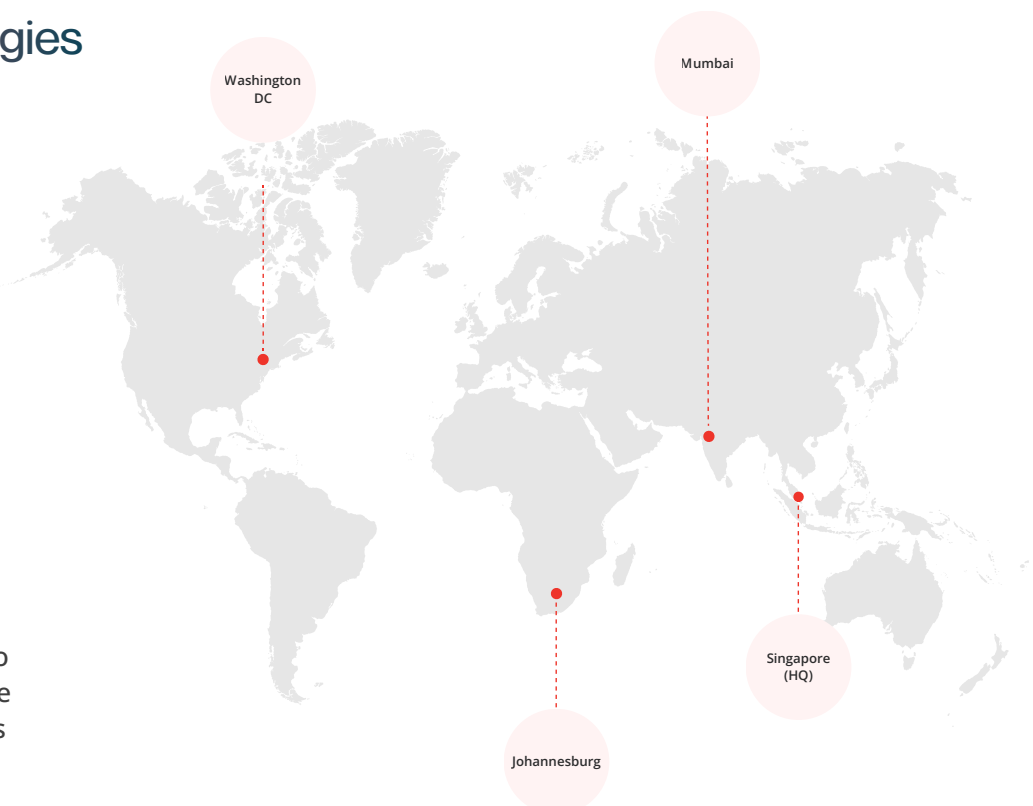 gies
Mumbai
Washington
DC
o
e
s
Singapore
(HQ)
Johannesburg